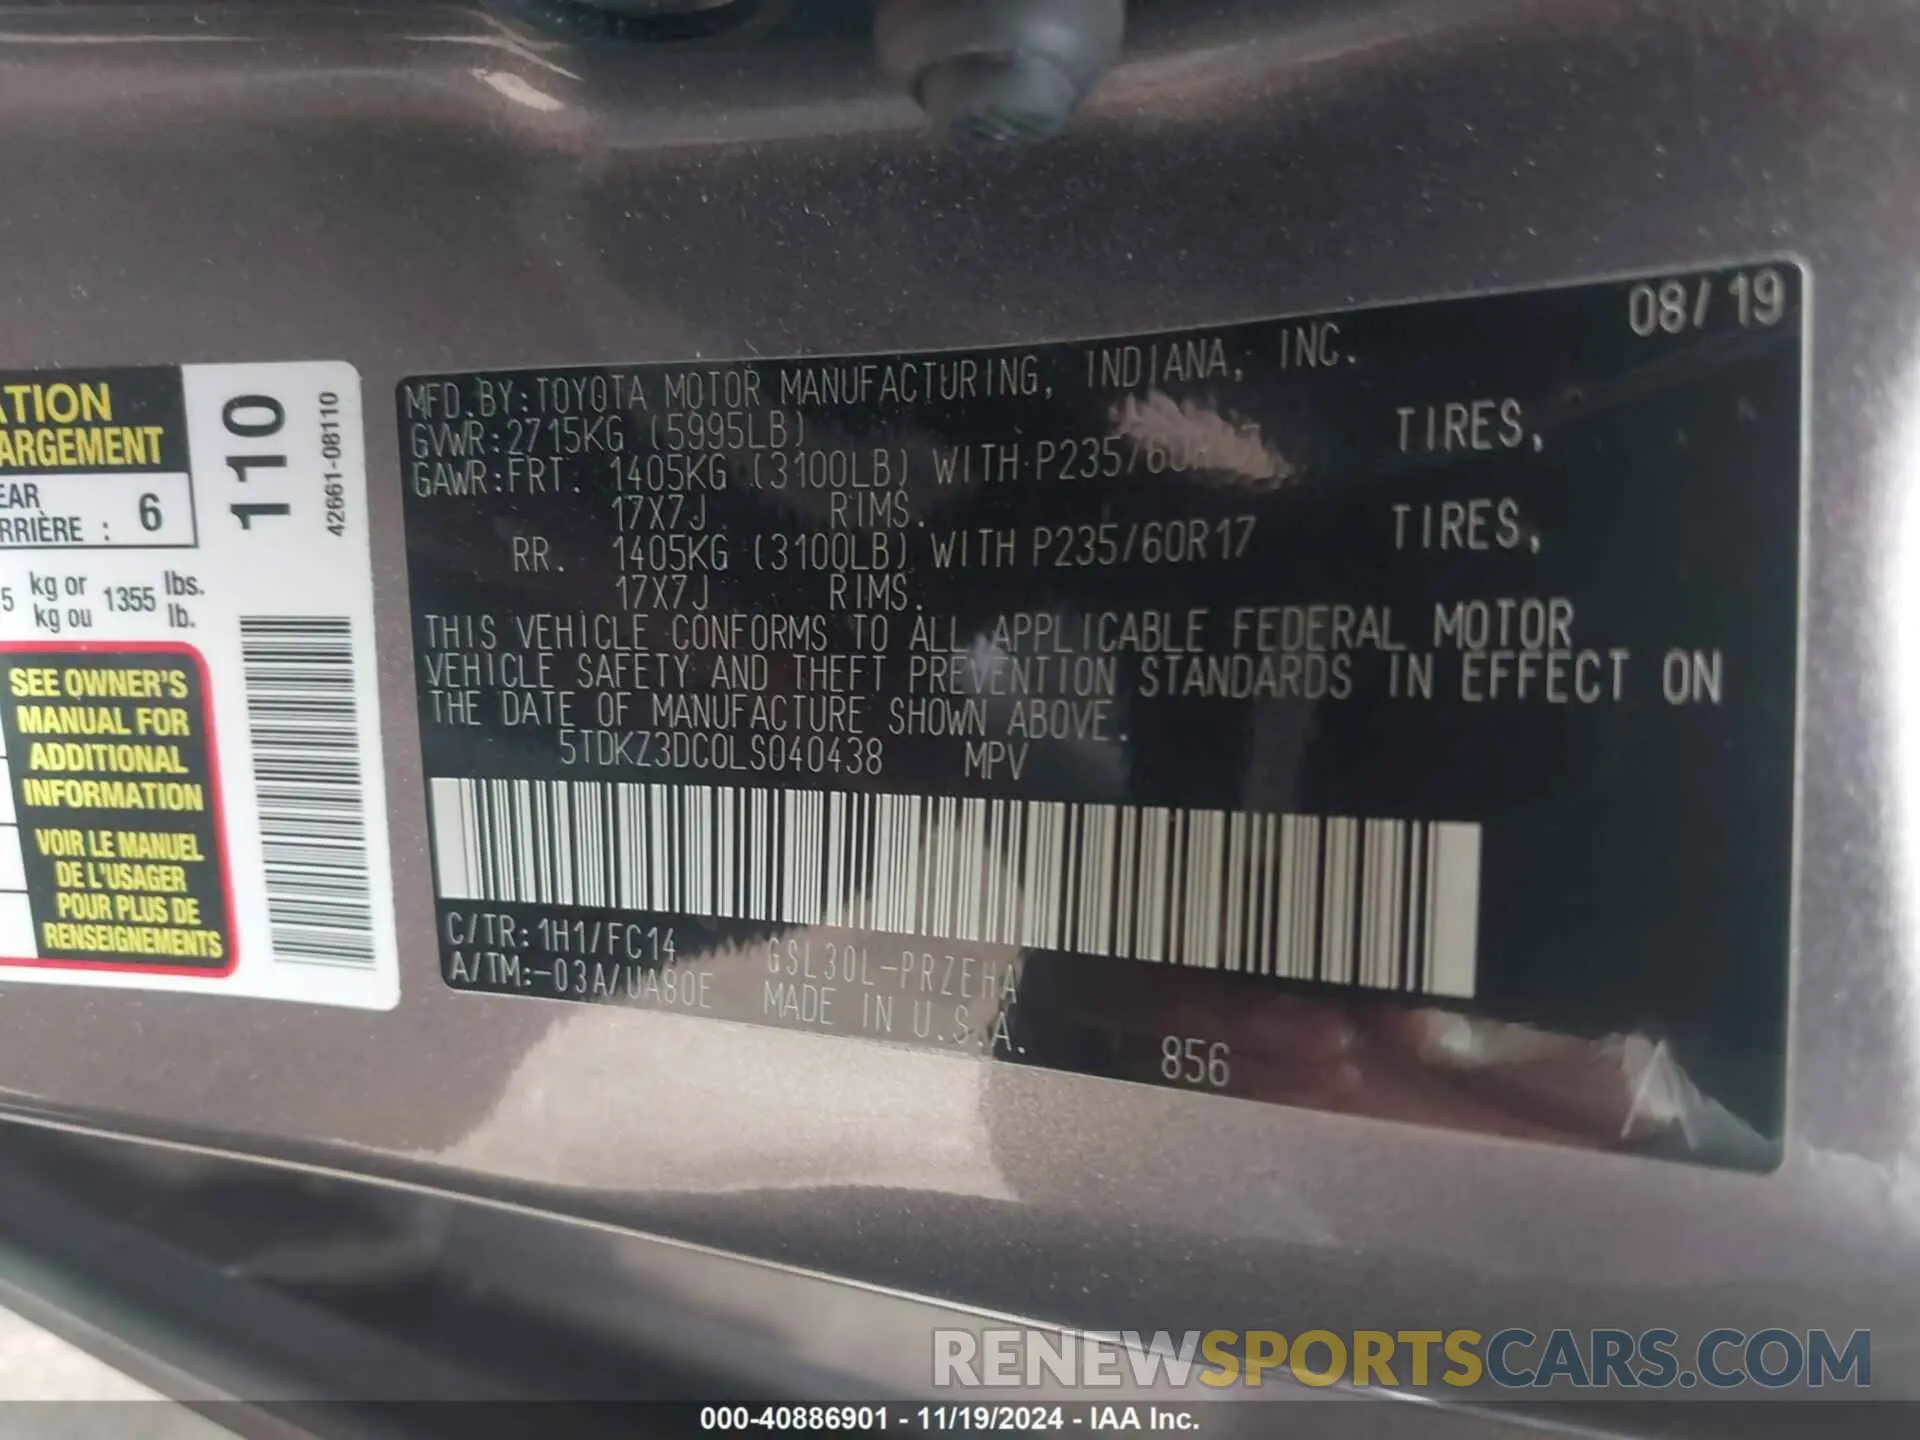 ATION
ARGEMENT
EAR
RRIÈRE : 6
5 kg or 1355 lbs.
kg ou lb.
SEE OWNER'S
MANUAL FOR
ADDITIONAL
INFORMATION
VOIR LE MANUEL
DE L'USAGER
POUR PLUS DE
RENSEIGNEMENTS
110
42661-08110
08/19
MFD.BY:TOYOTA MOTOR MANUFACTURING, INDIANA, INC.
GVWR:2715KG (5995LB)
GAWR:FRT. 1405KG (3100LB) WITH P235/60R TIRES,
17X7J RIMS.
RR. 1405KG (3100LB) WITH P235/60R17 TIRES,
17X7J RIMS.
THIS VEHICLE CONFORMS TO ALL APPLICABLE FEDERAL MOTOR
VEHICLE SAFETY AND THEFT PREVENTION STANDARDS IN EFFECT ON
THE DATE OF MANUFACTURE SHOWN ABOVE.
5TDKZ3DC0LS040438 MPV
C/TR:1H1/FC14 GSL30L-PRZEHA
A/TM:-03A/UA80E MADE IN U.S.A.
856
RENEWSPORTSCARS.COM
000-40886901 - 11/19/2024 - IAA Inc.